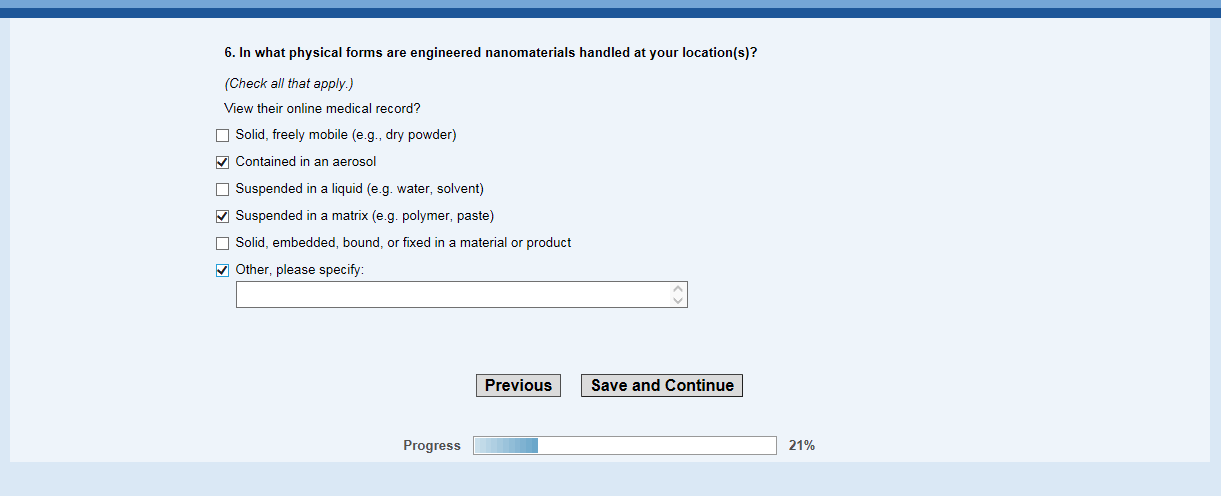 6. In what physical forms are engineered nanomaterials handled at your location(s)?
(Check all that apply.)
View their online medical record?
Solid, freely mobile (e.g., dry powder)
Contained in an aerosol
Suspended in a liquid (e.g. water, solvent)
Suspended in a matrix (e.g. polymer, paste)
Solid, embedded, bound, or fixed in a material or product
Other, please specify:
Previous Save and Continue
Progress 21%